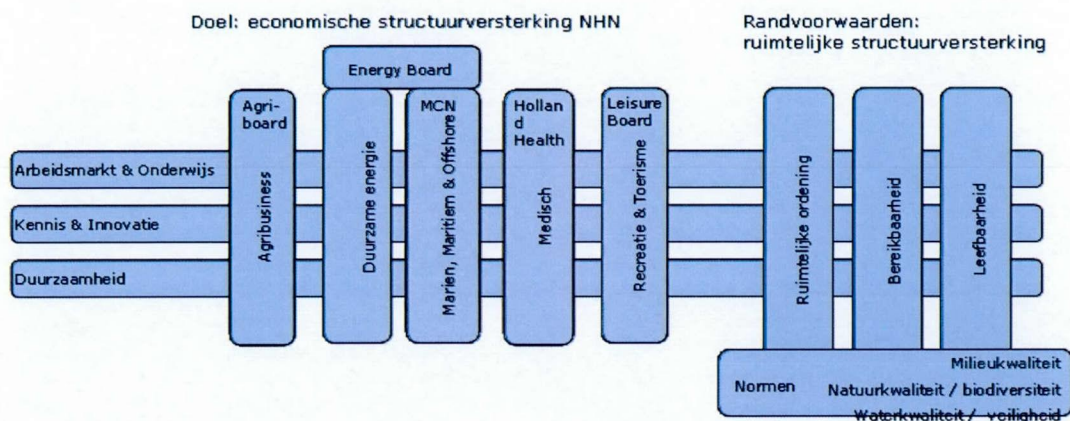 Doel: economische structuurversterking NHN
Randvoorwaarden:
ruimtelijke structuurversterking
Energy Board
Agri-
board
MCN
Hollan
d
Health
Leisure
Board
Arbeidsmarkt & Onderwijs
Kennis & Innovatie
Duurzaamheid
Agribusiness
Duurzame energie
Marien, Maritiem & Offshore
Medisch
Recreatie & Toerisme
Ruimtelijke ordening
Bereikbaarheid
Leefbaarheid
Normen
Milieukwaliteit
Natuurkwaliteit / biodiversiteit
Waterkwaliteit / veiligheid